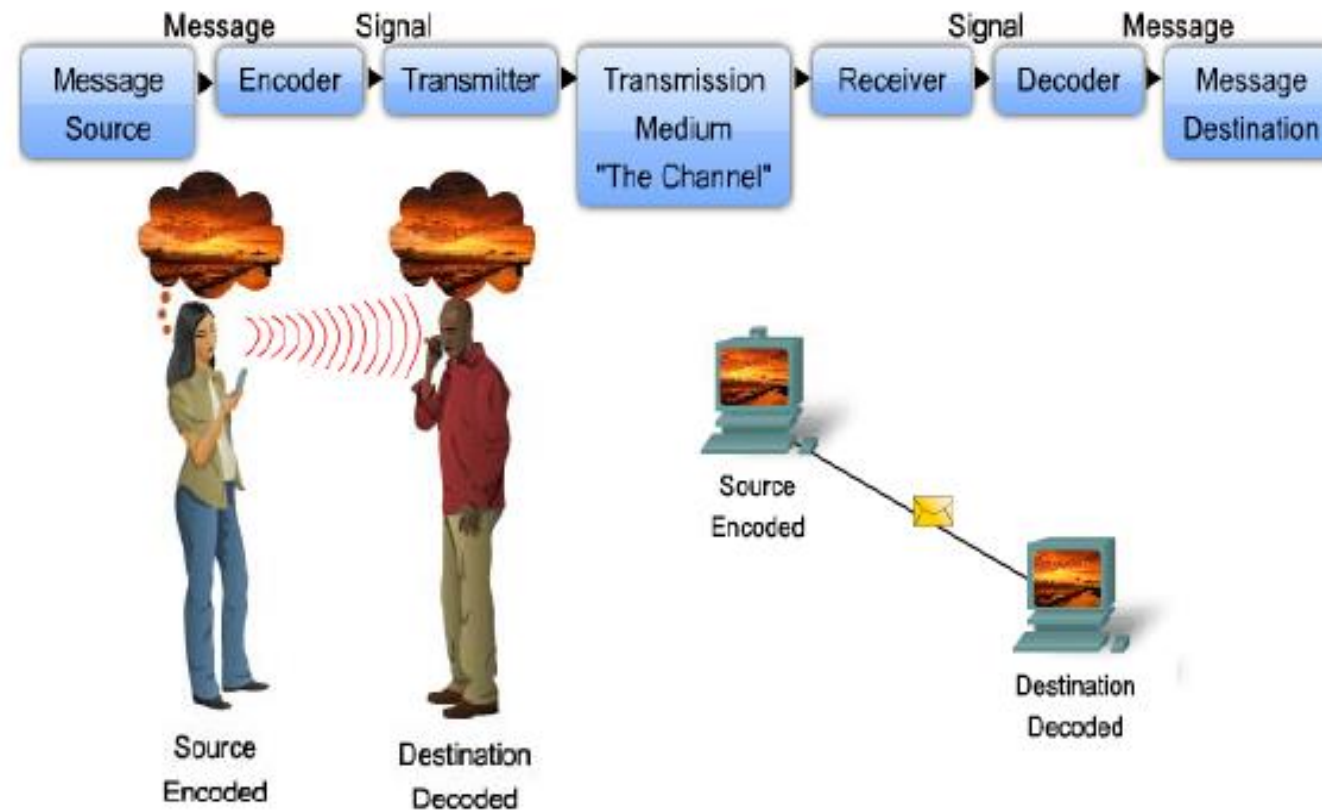 Message Signal Signal Message
Message Encoder Transmitter Transmission Receiver Decoder Message
Source Medium Destination
"The Channel"
Source
Encoded
Destination
Decoded
Source
Encoded
Destination
Decoded